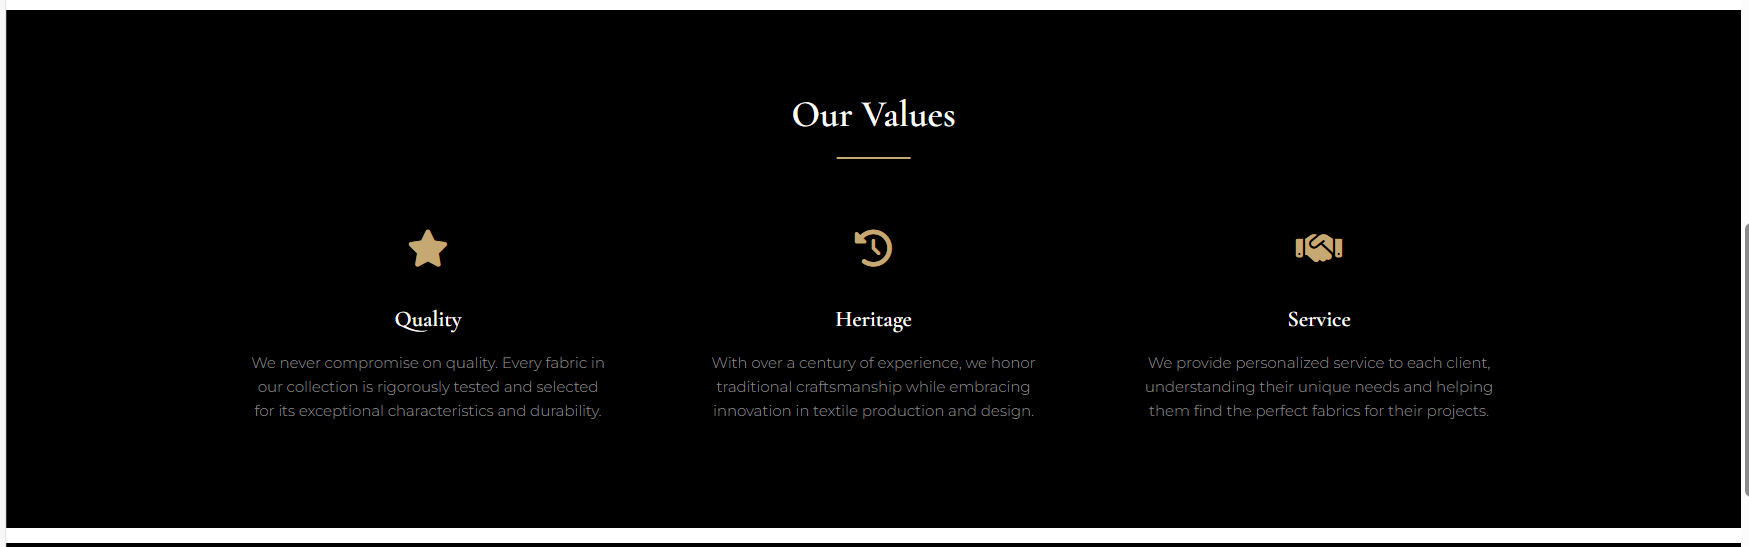 Our Values
Quality
We never compromise on quality. Every fabric in
our collection is rigorously tested and selected
for its exceptional characteristics and durability.
Heritage
With over a century of experience, we honor
traditional craftsmanship while embracing
innovation in textile production and design.
Service
We provide personalized service to each client,
understanding their unique needs and helping
them find the perfect fabrics for their projects.